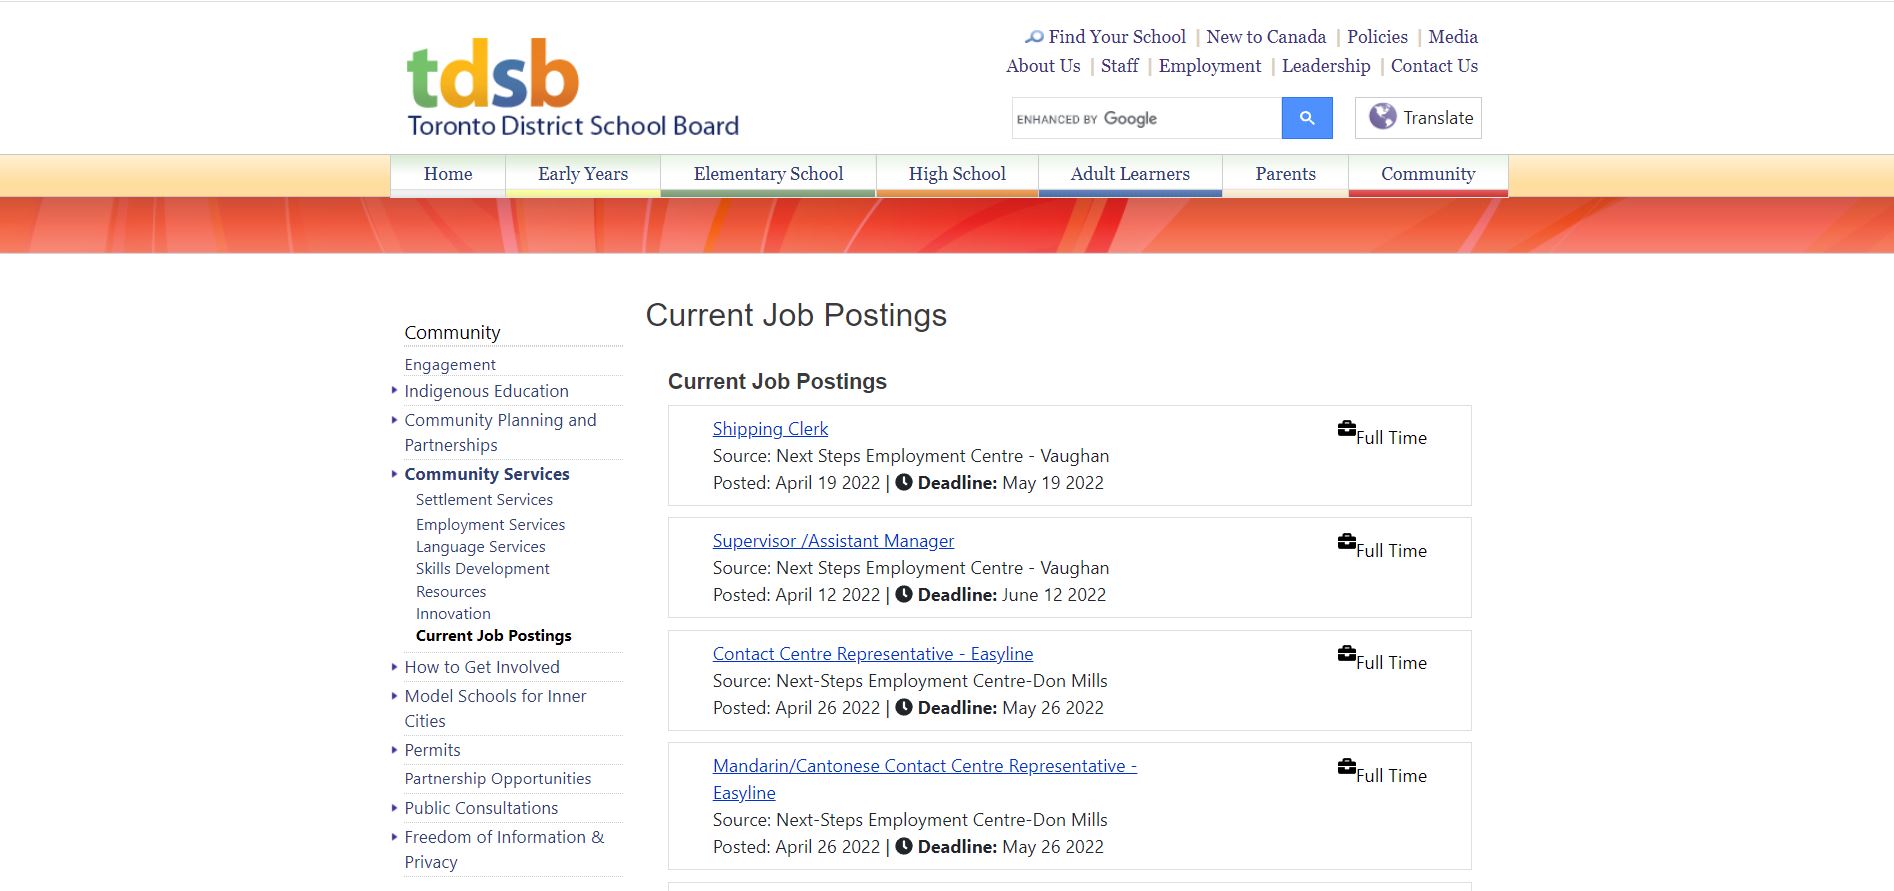 tdsb
Toronto District School Board
Find Your School | New to Canada | Policies | Media
About Us | Staff | Employment | Leadership | Contact Us
ENHANCED BY Google
Translate
Home
Early Years
Elementary School
High School
Adult Learners
Parents
Community
Community
Engagement
Indigenous Education
Community Planning and
Partnerships
Community Services
Settlement Services
Employment Services
Language Services
Skills Development
Resources
Innovation
Current Job Postings
How to Get Involved
Model Schools for Inner
Cities
Permits
Partnership Opportunities
Public Consultations
Freedom of Information &
Privacy
Current Job Postings
Current Job Postings
Shipping Clerk
Full Time
Source: Next Steps Employment Centre - Vaughan
Posted: April 19 2022 | Deadline: May 19 2022
Supervisor /Assistant Manager
Full Time
Source: Next Steps Employment Centre - Vaughan
Posted: April 12 2022 | Deadline: June 12 2022
Contact Centre Representative - Easyline
Full Time
Source: Next-Steps Employment Centre-Don Mills
Posted: April 26 2022 | Deadline: May 26 2022
Mandarin/Cantonese Contact Centre Representative -
Easyline
Full Time
Source: Next-Steps Employment Centre-Don Mills
Posted: April 26 2022 | Deadline: May 26 2022